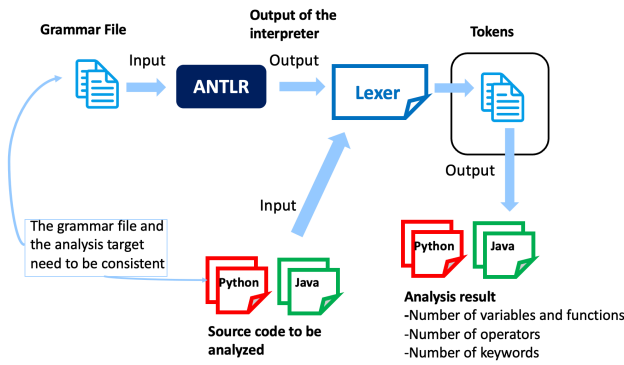 Grammar File
Output of the
interpreter
Tokens
Input
Output
ANTLR
Lexer
Output
Input
The grammar file and
the analysis target
need to be consistent
Python
Java
Python
Java
Source code to be
analyzed
Analysis result
-Number of variables and functions
-Number of operators
-Number of keywords